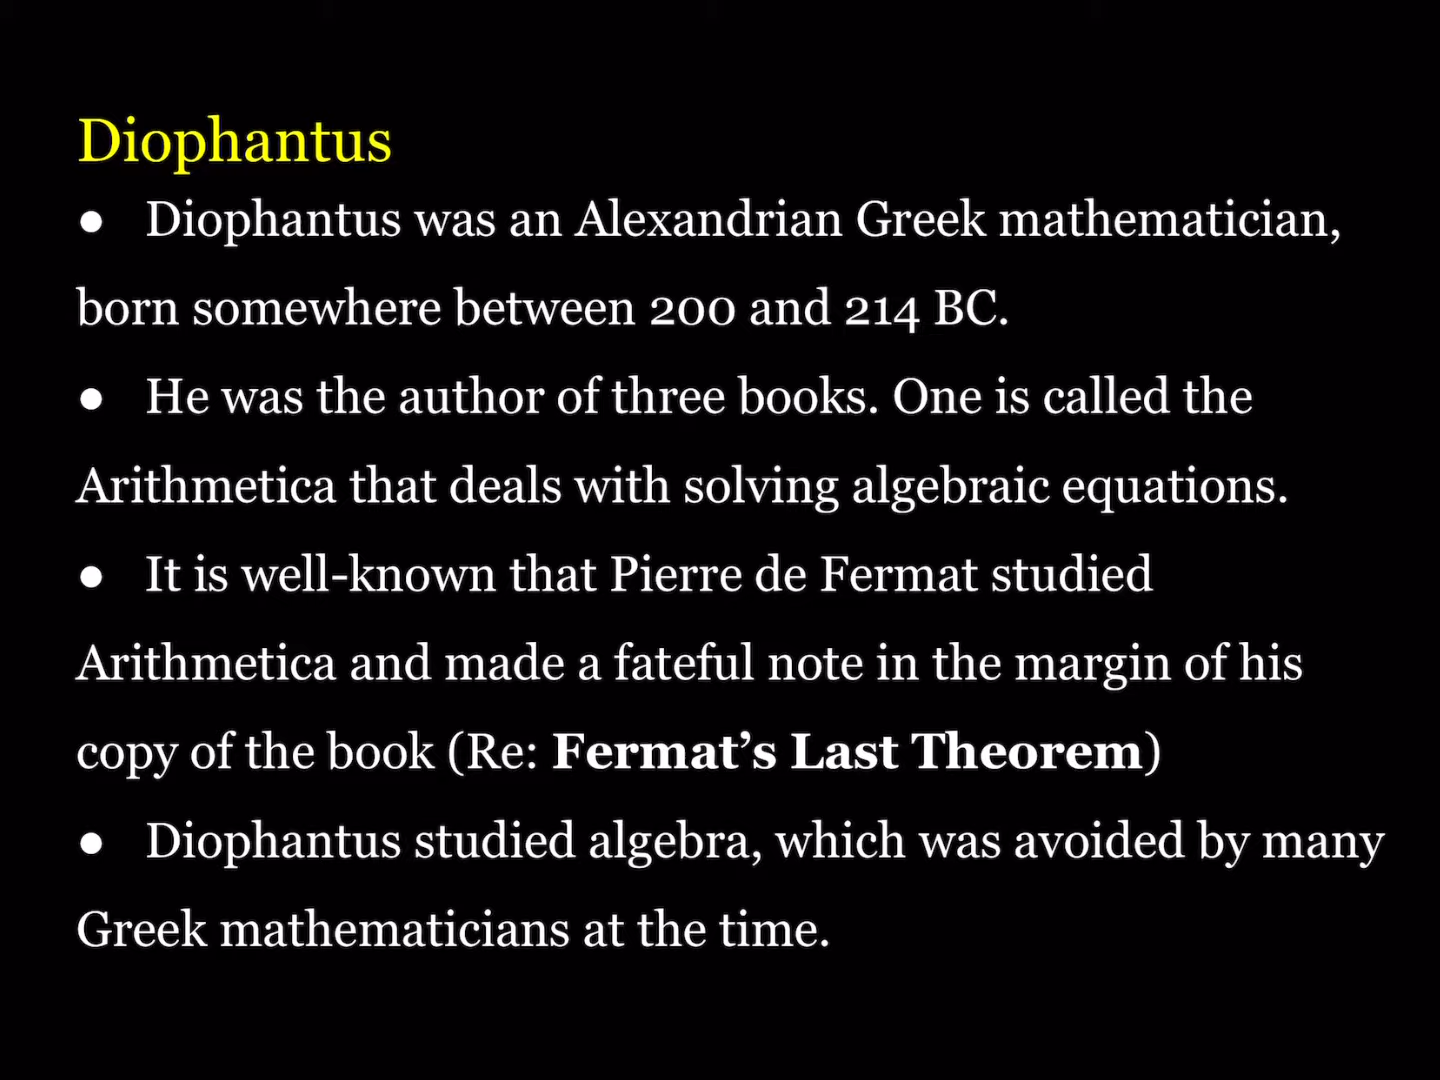 Diophantus
● Diophantus was an Alexandrian Greek mathematician,
born somewhere between 200 and 214 BC.
● He was the author of three books. One is called the
Arithmetica that deals with solving algebraic equations.
● It is well-known that Pierre de Fermat studied
Arithmetica and made a fateful note in the margin of his
copy of the book (Re: Fermat’s Last Theorem)
● Diophantus studied algebra, which was avoided by many
Greek mathematicians at the time.